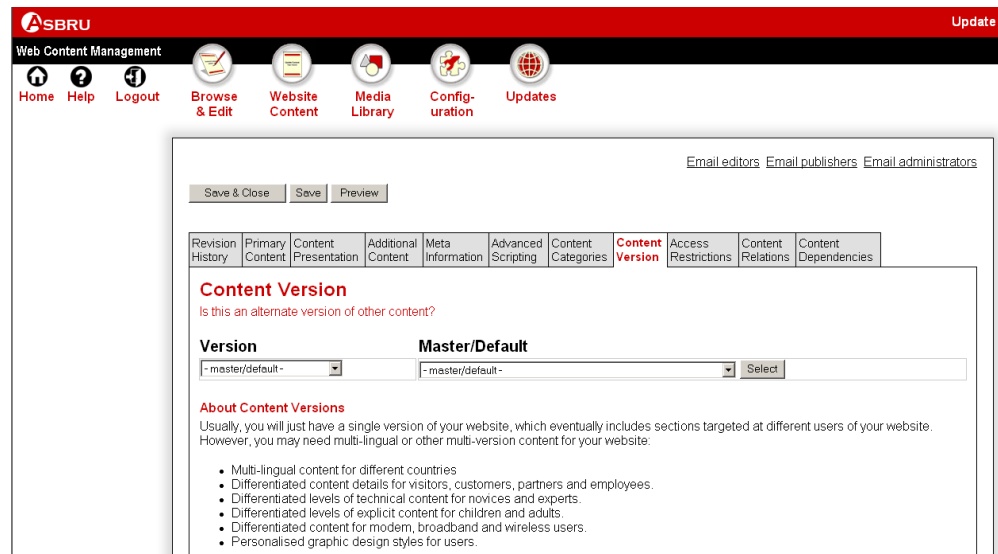 ASBRU
Update
Web Content Management
Home Help Logout
Browse & Edit
Website Content
Media Library
Config-uration
Updates
Email editors Email publishers Email administrators
Save & Close Save Preview
Revision History
Primary Content
Content Presentation
Additional Content
Meta Information
Advanced Scripting
Content Categories
Content Version
Access Restrictions
Content Relations
Content Dependencies
Content Version
Is this an alternate version of other content?
Version Master/Default
- master/default - - master/default- Select
About Content Versions
Usually, you will just have a single version of your website, which eventually includes sections targeted at different users of your website.
However, you may need multi-lingual or other multi-version content for your website:
• Multi-lingual content for different countries
• Differentiated content details for visitors, customers, partners and employees.
• Differentiated levels of technical content for novices and experts.
• Differentiated levels of explicit content for children and adults.
• Differentiated content for modem, broadband and wireless users.
• Personalised graphic design styles for users.